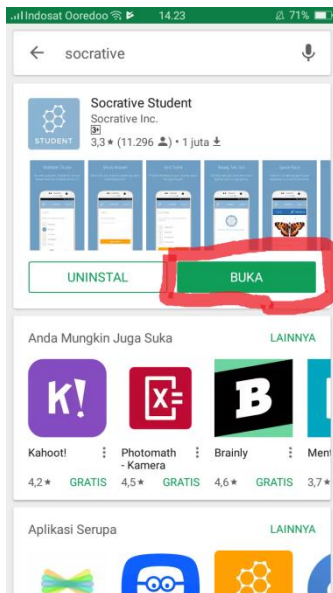 Indosat Ooredoo 14.23 71%
socrative
STUDENT
Socrative Student
Socrative Inc.
3+
3,3★ (11.296) • 1 juta
UNINSTAL BUKA
Anda Mungkin Juga Suka LAINNYA
K! X= B
Kahoot! Photomath - Kamera Brainly Men
4,2★ GRATIS 4,5★ GRATIS 4,6★ GRATIS 3,7★
Aplikasi Serupa LAINNYA